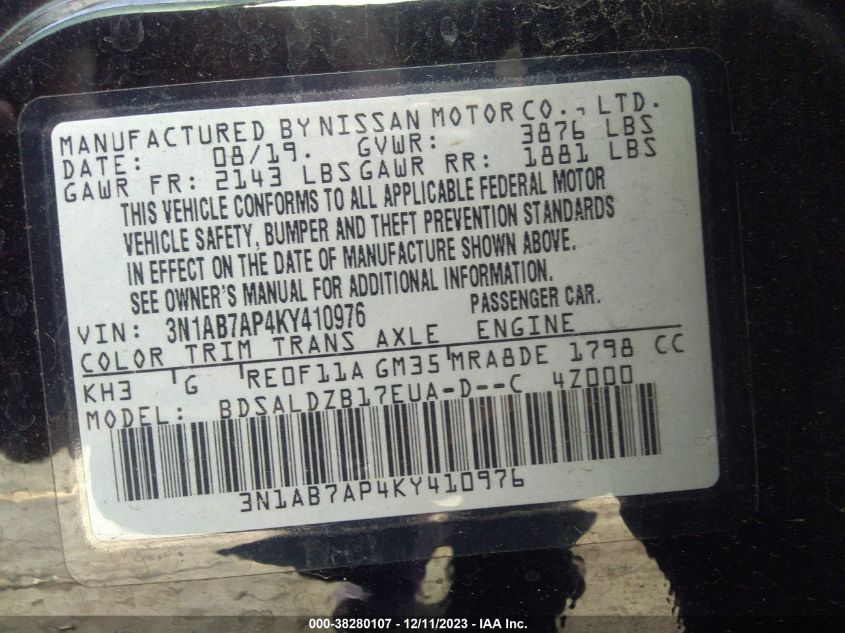 MANUFACTURED BY NISSAN MOTOR CO., LTD.
DATE: 08/19. GVWR: 3876 LBS
GAWR FR: 2143 LBS GAWR RR: 1881 LBS
THIS VEHICLE CONFORMS TO ALL APPLICABLE FEDERAL MOTOR
VEHICLE SAFETY, BUMPER AND THEFT PREVENTION STANDARDS
IN EFFECT ON THE DATE OF MANUFACTURE SHOWN ABOVE.
SEE OWNER'S MANUAL FOR ADDITIONAL INFORMATION.
VIN: 3N1AB7AP4KY410976 PASSENGER CAR.
COLOR TRIM TRANS AXLE ENGINE
KH3 G RE0F11A GM35 MRA8DE 1798 CC
MODEL: BDSALDZB17EUA-D--C 4Z000
3N1AB7AP4KY410976
000-38280107 - 12/11/2023 - IAA Inc.